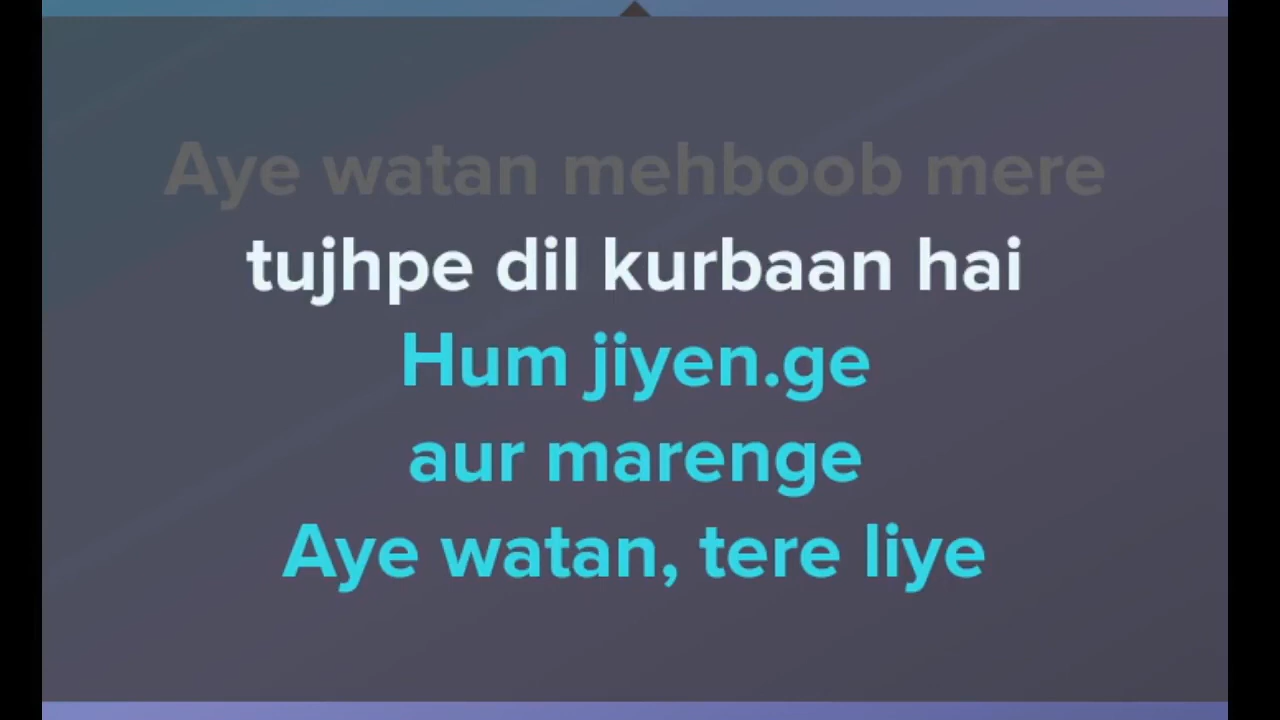 Aye watan mehboob mere
tujhpe dil kurbaan hai
Hum jiyen.ge
aur marenge
Aye watan, tere liye